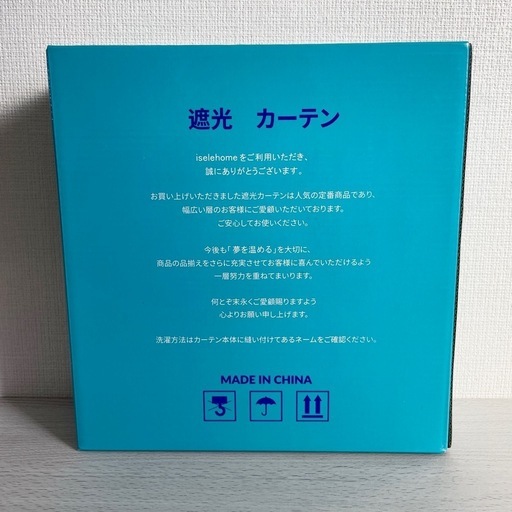 遮光 カーテン
iselehomeをご利用いただき、
誠にありがとうございます。
お買い上げいただきました遮光カーテンは人気の定番商品であり、
幅広い層のお客様にご愛顧いただいております。
ご安心してお使いください。
今後も「夢を温める」を大切に、
商品の品揃えをさらに充実させてお客様に喜んでいただけるよう
一層努力を重ねてまいります。
何とぞ末永くご愛顧賜りますよう
心よりお願い申し上げます。
洗濯方法はカーテン本体に縫い付けてあるネームをご確認ください。
MADE IN CHINA